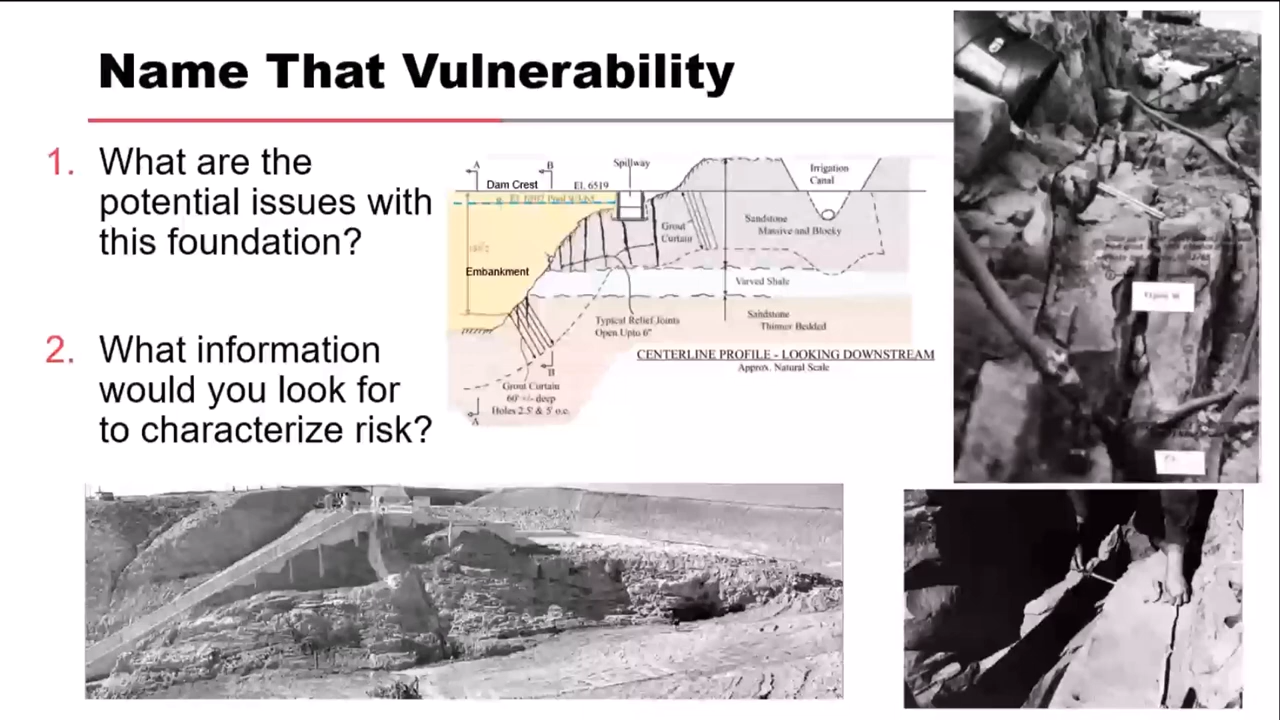 Name That Vulnerability
1. What are the
potential issues with
this foundation?
2. What information
would you look for
to characterize risk?
A
B
Spillway
Dam Crest
El. 6519
Irrigation
Canal
Embankment
Grout
Curtain
Sandstone
Massive and Blocky
Varved Shale
Typical Relief Joints
Open Upto 6"
Sandstone
Thinner Bedded
CENTERLINE PROFILE - LOOKING DOWNSTREAM
Approx. Natural Scale
B
Grout Curtain
60' +/- deep
Holes 2.5' & 5' o.c.
A